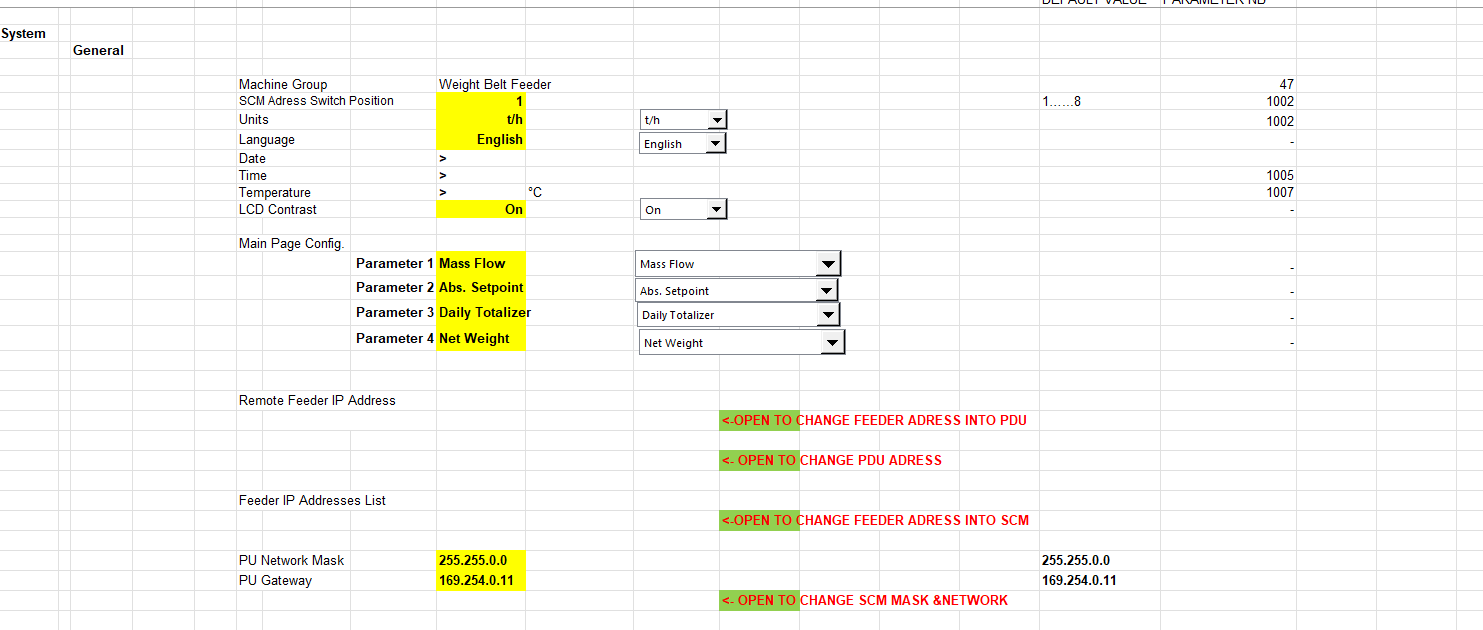 DEFAULT VALUE PARAMETER NB
System
General
Machine Group Weight Belt Feeder 47
SCM Adress Switch Position 1 1......8 1002
Units t/h t/h 1002
Language English English -
Date >
Time > 1005
Temperature > °C 1007
LCD Contrast On On -
Main Page Config.
Parameter 1 Mass Flow Mass Flow -
Parameter 2 Abs. Setpoint Abs. Setpoint -
Parameter 3 Daily Totalizer Daily Totalizer -
Parameter 4 Net Weight Net Weight -
Remote Feeder IP Address
<-OPEN TO CHANGE FEEDER ADRESS INTO PDU
<- OPEN TO CHANGE PDU ADRESS
Feeder IP Addresses List
<-OPEN TO CHANGE FEEDER ADRESS INTO SCM
PU Network Mask 255.255.0.0 255.255.0.0
PU Gateway 169.254.0.11 169.254.0.11
<- OPEN TO CHANGE SCM MASK &NETWORK